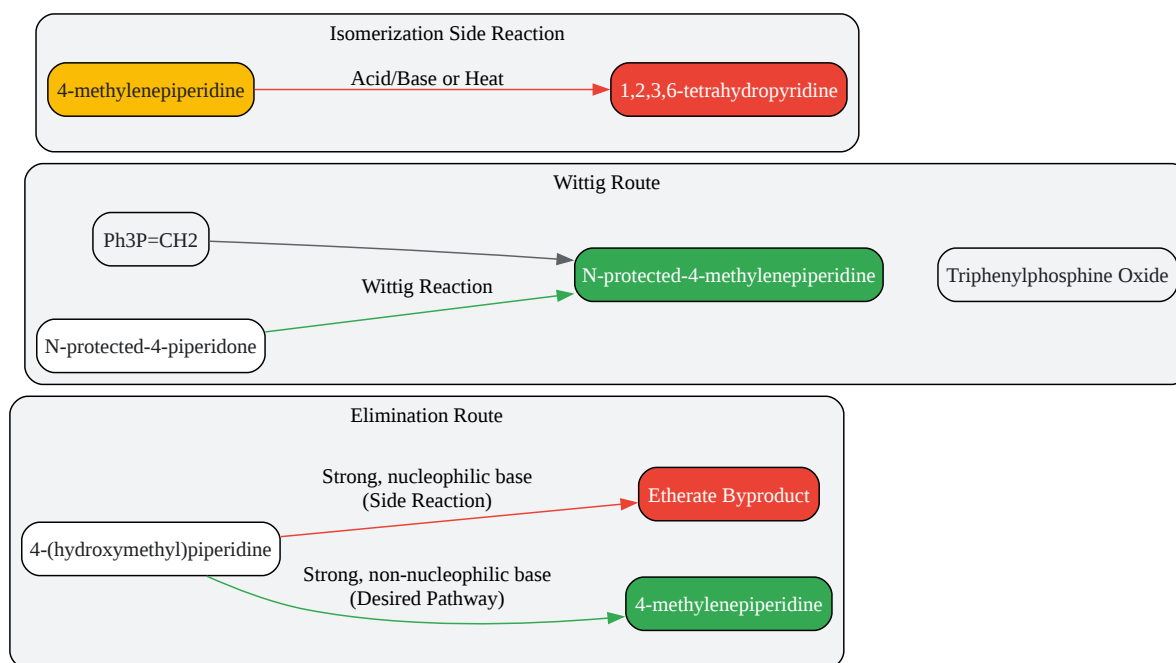 Isomerization Side Reaction
4-methylenepiperidine
Acid/Base or Heat
1,2,3,6-tetrahydropyridine
Wittig Route
Ph3P=CH2
Wittig Reaction
N-protected-4-methylenepiperidine
Triphenylphosphine Oxide
N-protected-4-piperidone
Elimination Route
Strong, nucleophilic base
(Side Reaction)
Etherate Byproduct
4-(hydroxymethyl)piperidine
Strong, non-nucleophilic base
(Desired Pathway)
4-methylenepiperidine